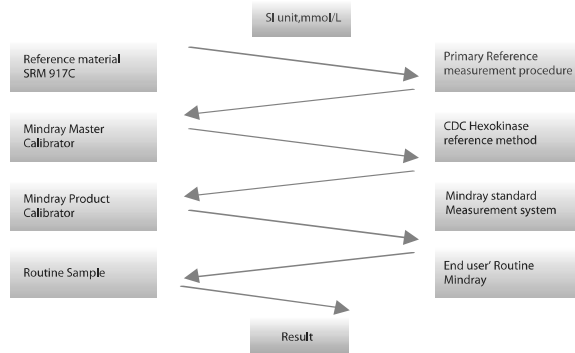 SI unit,mmol/L
Reference material
SRM 917C
Primary Reference
measurement procedure
Mindray Master
Calibrator
CDC Hexokinase
reference method
Mindray Product
Calibrator
Mindray standard
Measurement system
Routine Sample
End user' Routine
Mindray
Result